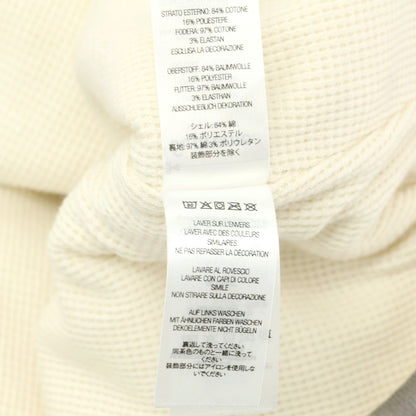 STRATO ESTERNO: 84% COTONE
16% POLIESTERE
FODERA: 97% COTONE
3% ELASTAN
ESCLUSA LA DECORAZIONE
OBERSTOFF: 84% BAUMWOLLE
16% POLYESTER
FUTTER: 97% BAUMWOLLE
3% ELASTHAN
AUSSCHLIESSLICH DEKORATION
シェル: 84% 綿
16% ポリエステル
裏地: 97% 綿 3% ポリウレタン
装飾部分を除く
LAVER SUR L'ENVERS
LAVER AVEC DES COULEURS
SIMILAIRES
NE PAS REPASSER LA DÉCORATION
LAVARE AL ROVESCIO
LAVARE CON CAPI DI COLORE
SIMILE
NON STIRARE SULLA DECORAZIONE
AUF LINKS WASCHEN
MIT ÄHNLICHEN FARBEN WASCHEN
DEKOELEMENTE NICHT BÜGELN
裏返して洗ってください
同系色のものと一緒に洗って
ください
装飾部分にはアイロンを使用しな
いでください